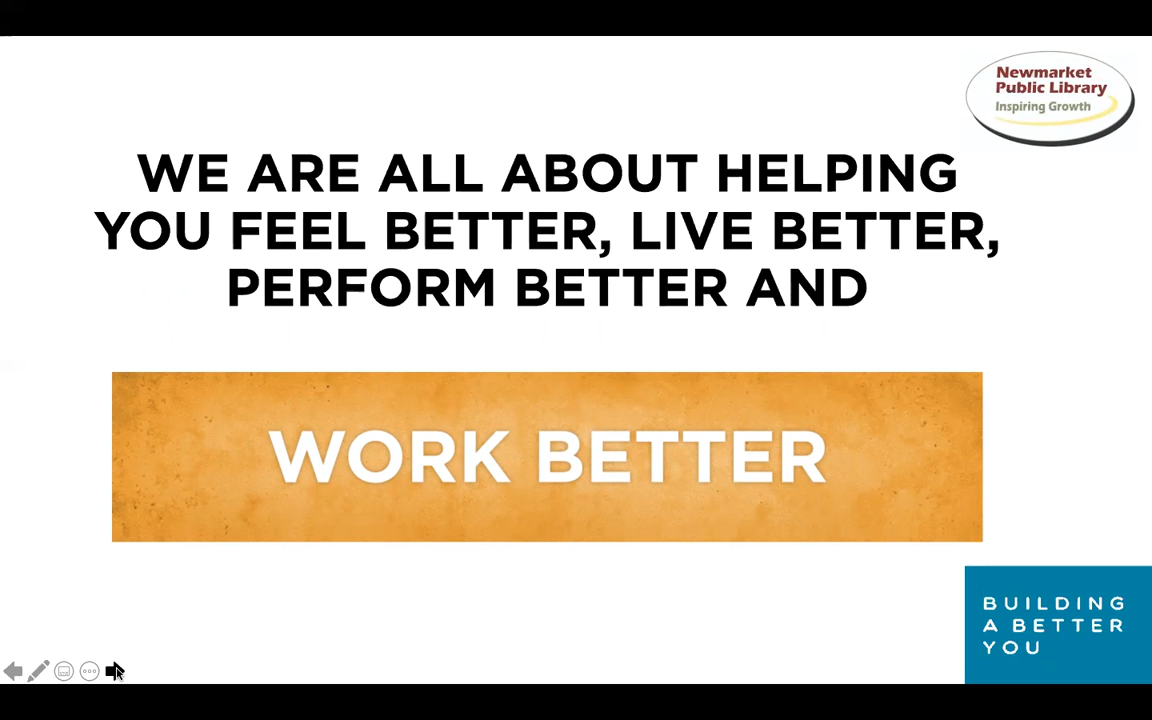 Newmarket
Public Library
Inspiring Growth
WE ARE ALL ABOUT HELPING
YOU FEEL BETTER, LIVE BETTER,
PERFORM BETTER AND
WORK BETTER
BUILDING
A BETTER
YOU